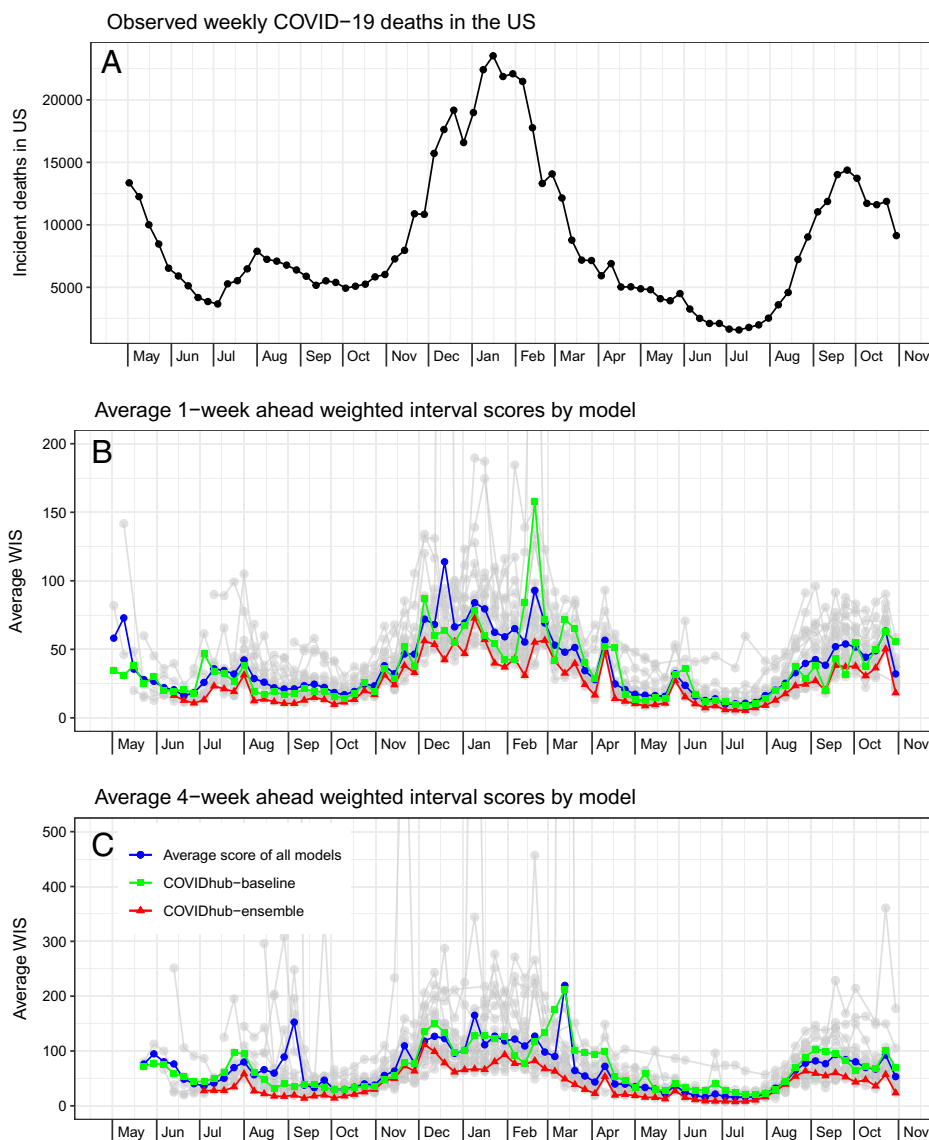 Observed weekly COVID−19 deaths in the US
A
Incident deaths in US
20000
15000
10000
5000
May Jun Jul Aug Sep Oct Nov Dec Jan Feb Mar Apr May Jun Jul Aug Sep Oct Nov
Average 1−week ahead weighted interval scores by model
B
Average WIS
200
150
100
50
0
May Jun Jul Aug Sep Oct Nov Dec Jan Feb Mar Apr May Jun Jul Aug Sep Oct Nov
Average 4−week ahead weighted interval scores by model
C
Average WIS
500
400
300
200
100
0
Average score of all models
COVIDhub−baseline
COVIDhub−ensemble
May Jun Jul Aug Sep Oct Nov Dec Jan Feb Mar Apr May Jun Jul Aug Sep Oct Nov